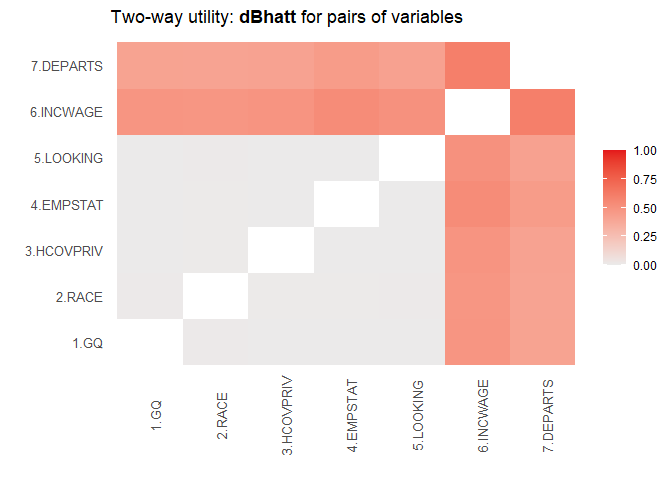 Two-way utility: dBhatt for pairs of variables
7.DEPARTS
6.INCWAGE
5.LOOKING
4.EMPSTAT
3.HCOVPRIV
2.RACE
1.GQ
1.00
0.75
0.50
0.25
0.00
1.GQ
2.RACE
3.HCOVPRIV
4.EMPSTAT
5.LOOKING
6.INCWAGE
7.DEPARTS